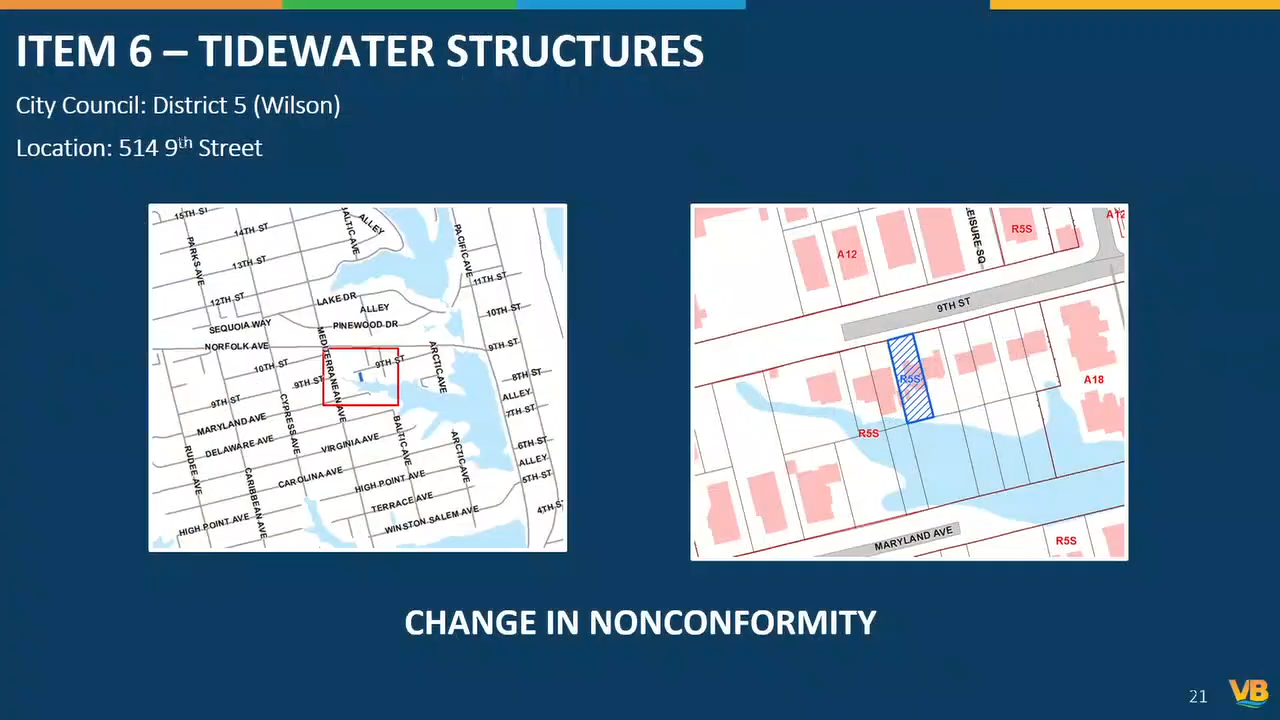 ITEM 6 – TIDEWATER STRUCTURES
City Council: District 5 (Wilson)
Location: 514 9th Street
15TH ST
14TH ST
13TH ST
12TH ST
PARKS AVE
BALTIC AVE
ALLEY
PACIFIC AVE
11TH ST
10TH ST
LAKE DR
ALLEY
PINEWOOD DR
SEQUOIA WAY
NORFOLK AVE
MEDITERRANEAN AVE
9TH ST
10TH ST
9TH ST
9TH ST
ARCTIC AVE
9TH ST
8TH ST
ALLEY
7TH ST
MARYLAND AVE
DELAWARE AVE
CYPRESS AVE
VIRGINIA AVE
BALTIC AVE
ARCTIC AVE
6TH ST
ALLEY
5TH ST
4TH S
RUDEE AVE
CARIBBEAN AVE
CAROLINA AVE
HIGH POINT AVE
TERRACE AVE
WINSTON SALEM AVE
HIGH POINT AVE
A12
EISURE SQ
R5S
A12
9TH ST
R5S
A18
R5S
MARYLAND AVE
R5S
CHANGE IN NONCONFORMITY
21
VB